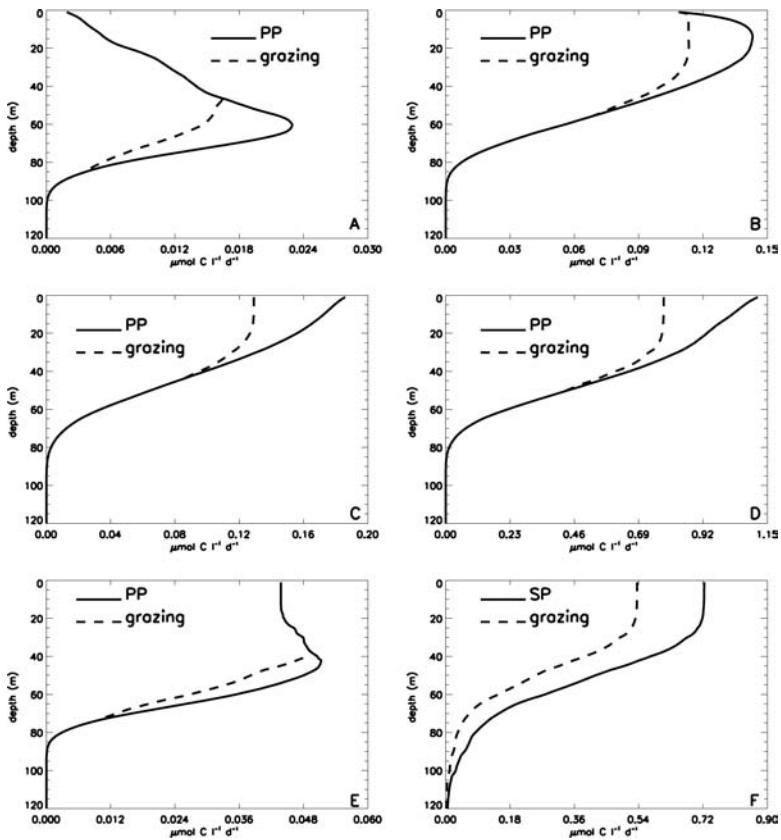 PP
grazing
depth (m)
0
20
40
60
80
100
120
A
0.000 0.006 0.012 0.018 0.024 0.030
μmol C l⁻¹ d⁻¹
PP
grazing
depth (m)
0
20
40
60
80
100
120
B
0.00 0.03 0.06 0.09 0.12 0.15
μmol C l⁻¹ d⁻¹
PP
grazing
depth (m)
0
20
40
60
80
100
120
C
0.00 0.04 0.08 0.12 0.16 0.20
μmol C l⁻¹ d⁻¹
PP
grazing
depth (m)
0
20
40
60
80
100
120
D
0.00 0.23 0.46 0.69 0.92 1.15
μmol C l⁻¹ d⁻¹
PP
grazing
depth (m)
0
20
40
60
80
100
120
E
0.000 0.012 0.024 0.036 0.048 0.060
μmol C l⁻¹ d⁻¹
SP
grazing
depth (m)
0
20
40
60
80
100
120
F
0.00 0.18 0.36 0.54 0.72 0.90
μmol C l⁻¹ d⁻¹